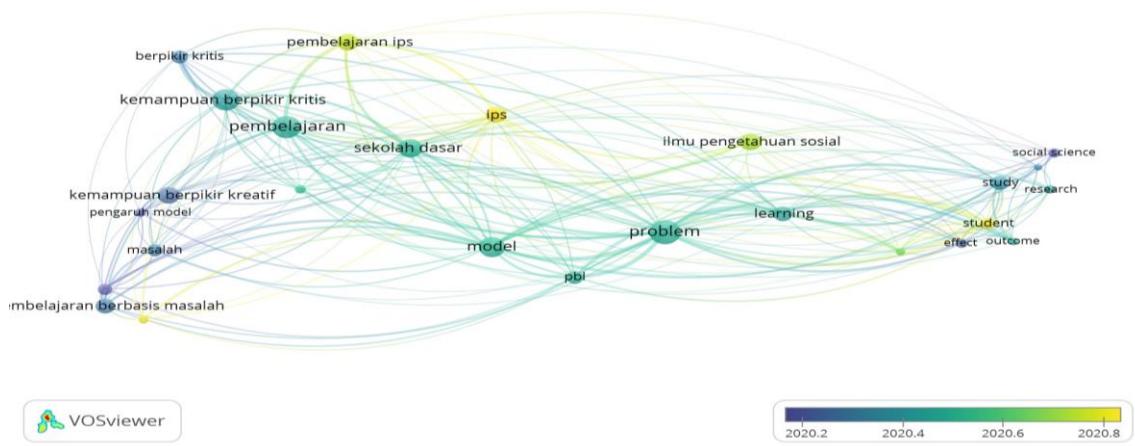 pembelajaran ips
berpikir kritis
kemampuan berpikir kritis
ips
pembelajaran
ilmu pengetahuan sosial
sekolah dasar
social science
study
research
kemampuan berpikir kreatif
pengaruh model
learning
student
problem
effect
outcome
masalah
model
pbl
embelajaran berbasis masalah
VOSviewer
2020.2 2020.4 2020.6 2020.8